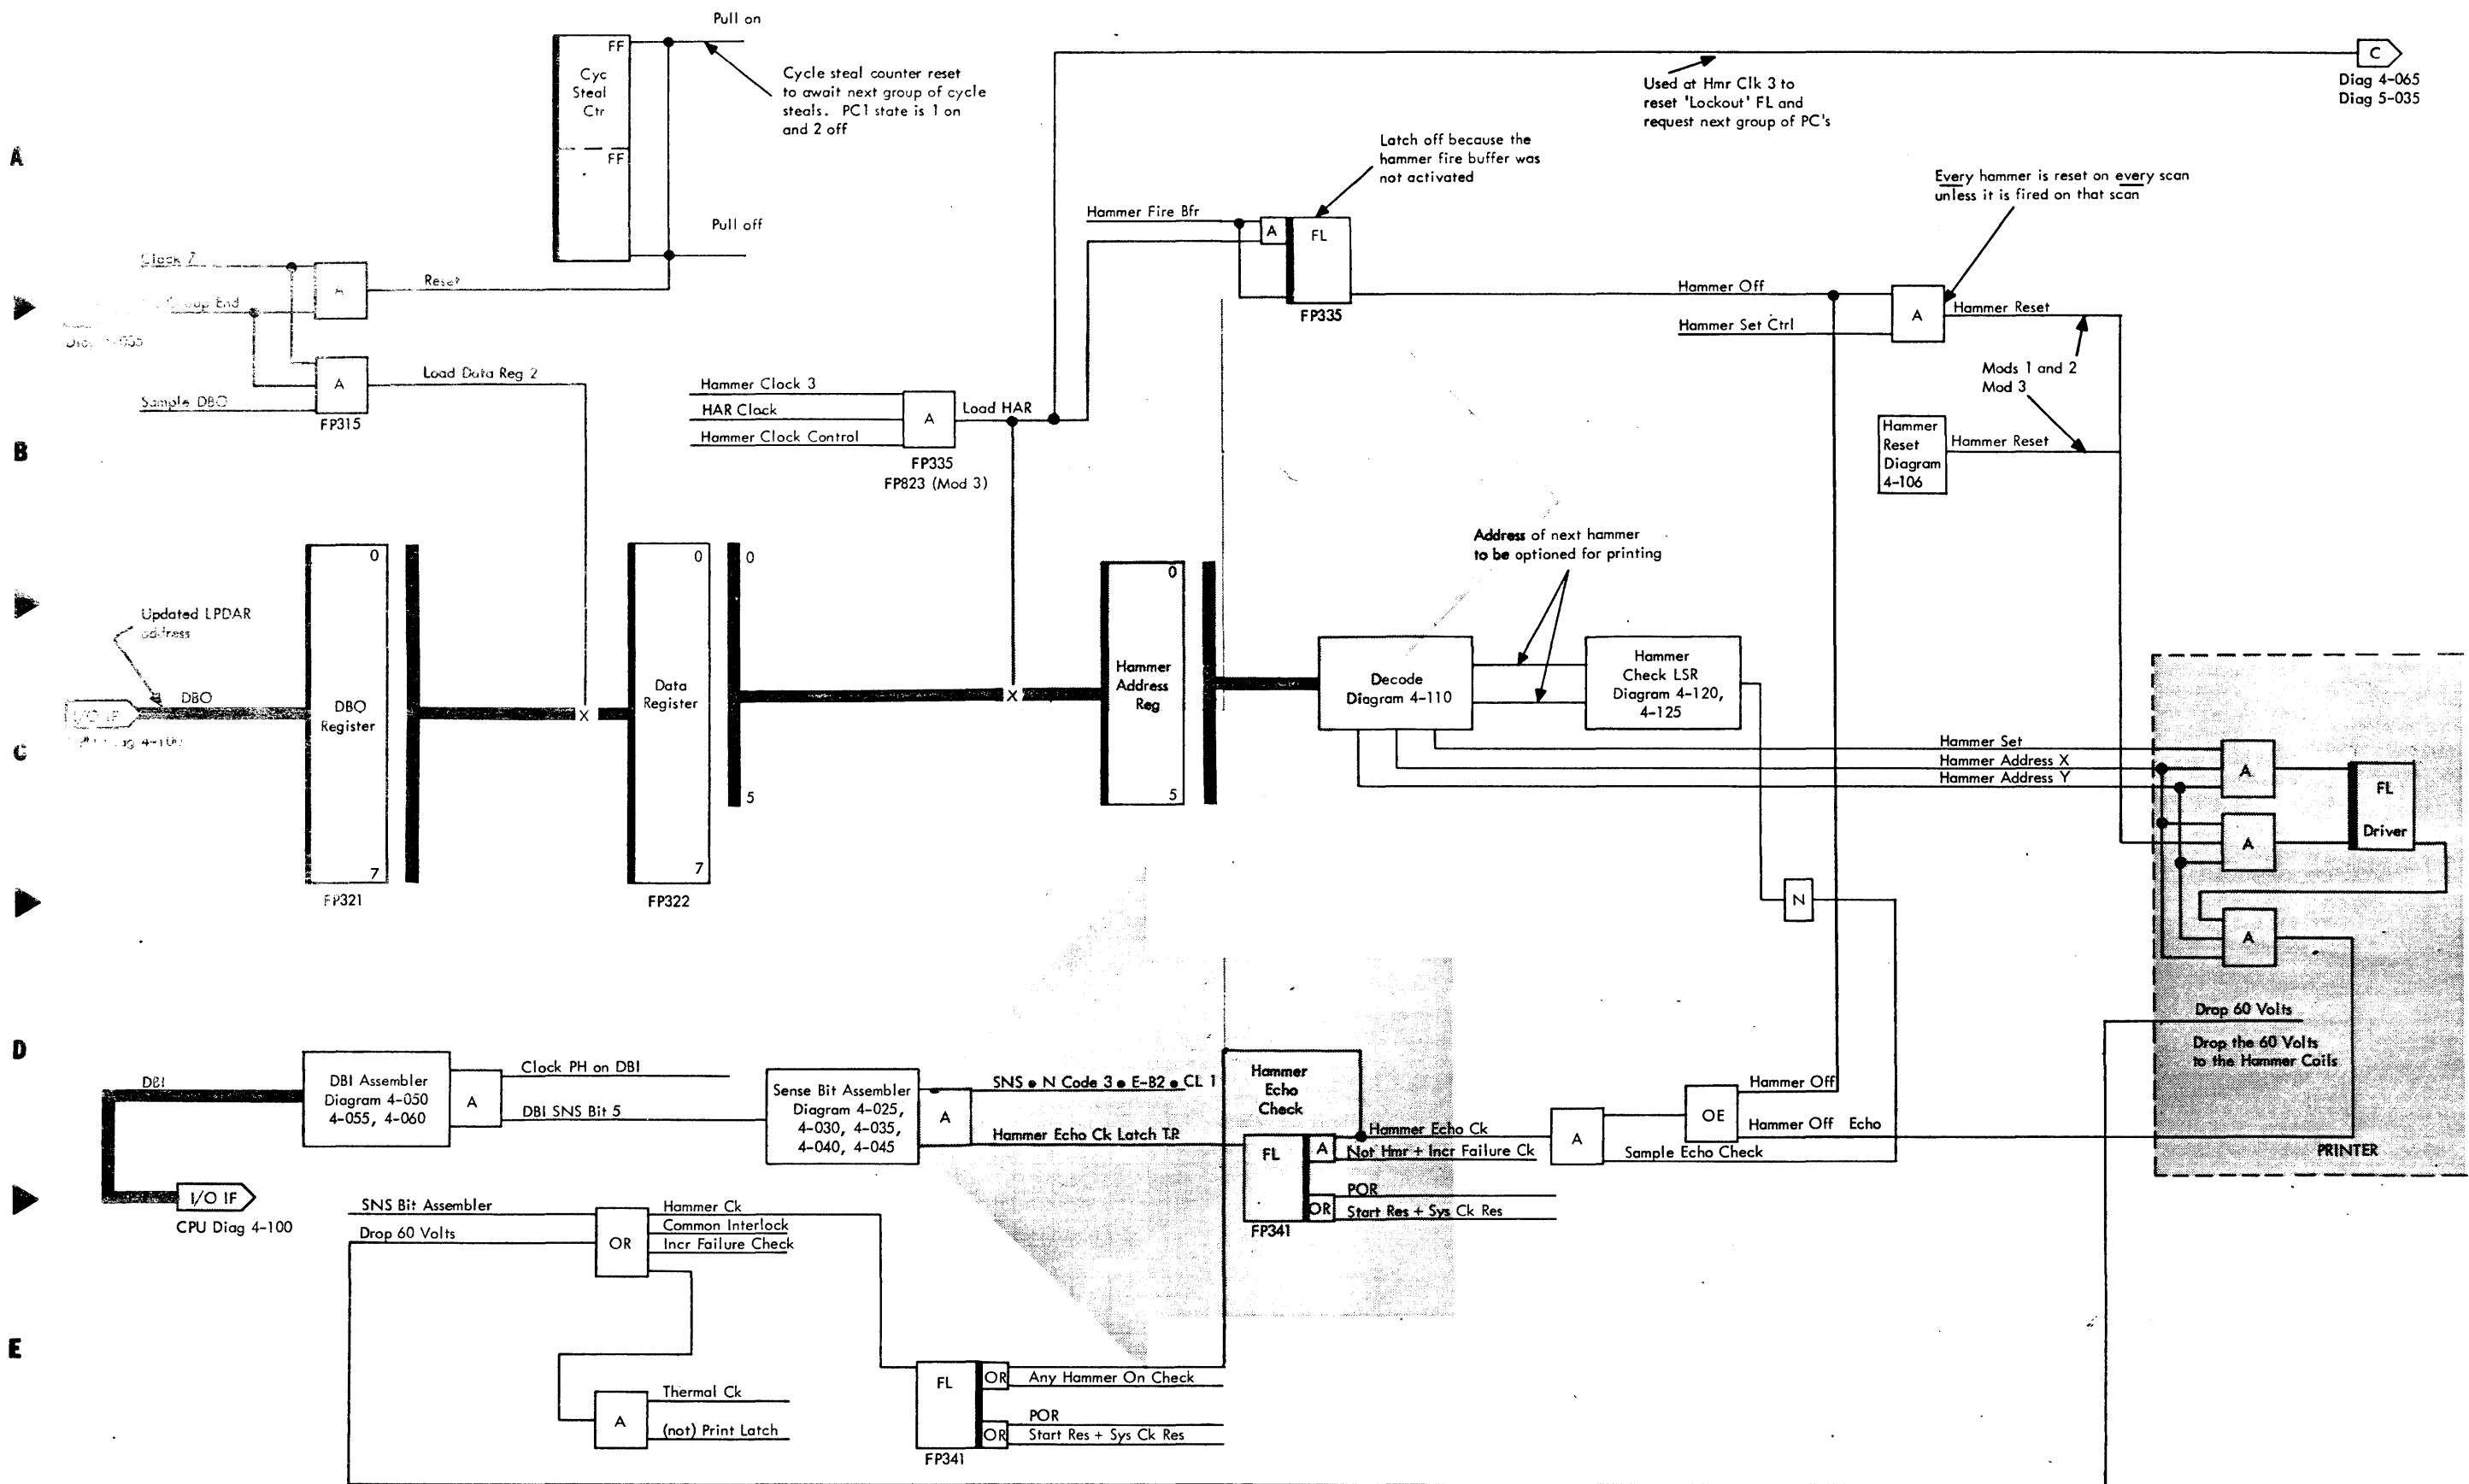 Pull on
FF
Cyc
Steal
Ctr
FF
Pull off
Cycle steal counter reset
to await next group of cycle
steals. PC1 state is 1 on
and 2 off
C
Diag 4-065
Diag 5-035
Used at Hmr Clk 3 to
reset 'Lockout' FL and
request next group of PC's
A
Latch off because the
hammer fire buffer was
not activated
Every hammer is reset on every scan
unless it is fired on that scan
Hammer Fire Bfr
A
FL
FP335
Clock 7
A
Reset
Group End
Hammer Off
Hammer Set Ctrl
A
Hammer Reset
Mods 1 and 2
Mod 3
A
Load Data Reg 2
Sample DBO
FP315
Hammer Clock 3
HAR Clock
Hammer Clock Control
A
Load HAR
FP335
FP823 (Mod 3)
Hammer
Reset
Diagram
4-106
Hammer Reset
B
Address of next hammer
to be optioned for printing
Updated LPDAR
address
I/O IF
DBO
0
DBO
Register
7
FP321
X
0
Data
Register
7
FP322
0
5
X
0
Hammer
Address
Reg
5
Decode
Diagram 4-110
Hammer
Check LSR
Diagram 4-120,
4-125
C
Hammer Set
Hammer Address X
Hammer Address Y
A
A
A
FL
Driver
N
Drop 60 Volts
Drop the 60 Volts
to the Hammer Coils
PRINTER
D
DBI
DBI Assembler
Diagram 4-050
4-055, 4-060
A
Clock PH on DBI
DBI SNS Bit 5
Sense Bit Assembler
Diagram 4-025,
4-030, 4-035,
4-040, 4-045
A
SNS ● N Code 3 ● E-B2 ● CL 1
Hammer Echo Ck Latch T.P.
Hammer
Echo
Check
FL
A
Hammer Echo Ck
Not Hmr + Incr Failure Ck
OR
POR
Start Res + Sys Ck Res
FP341
A
OE
Hammer Off
Hammer Off Echo
Sample Echo Check
I/O IF
CPU Diag 4-100
SNS Bit Assembler
Drop 60 Volts
OR
Hammer Ck
Common Interlock
Incr Failure Check
E
A
Thermal Ck
(not) Print Latch
FL
OR
Any Hammer On Check
OR
POR
Start Res + Sys Ck Res
FP341